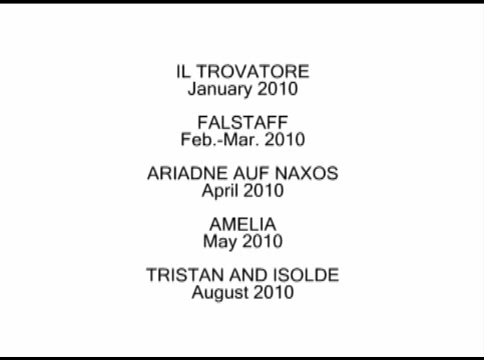 IL TROVATORE
January 2010
FALSTAFF
Feb.-Mar. 2010
ARIADNE AUF NAXOS
April 2010
AMELIA
May 2010
TRISTAN AND ISOLDE
August 2010